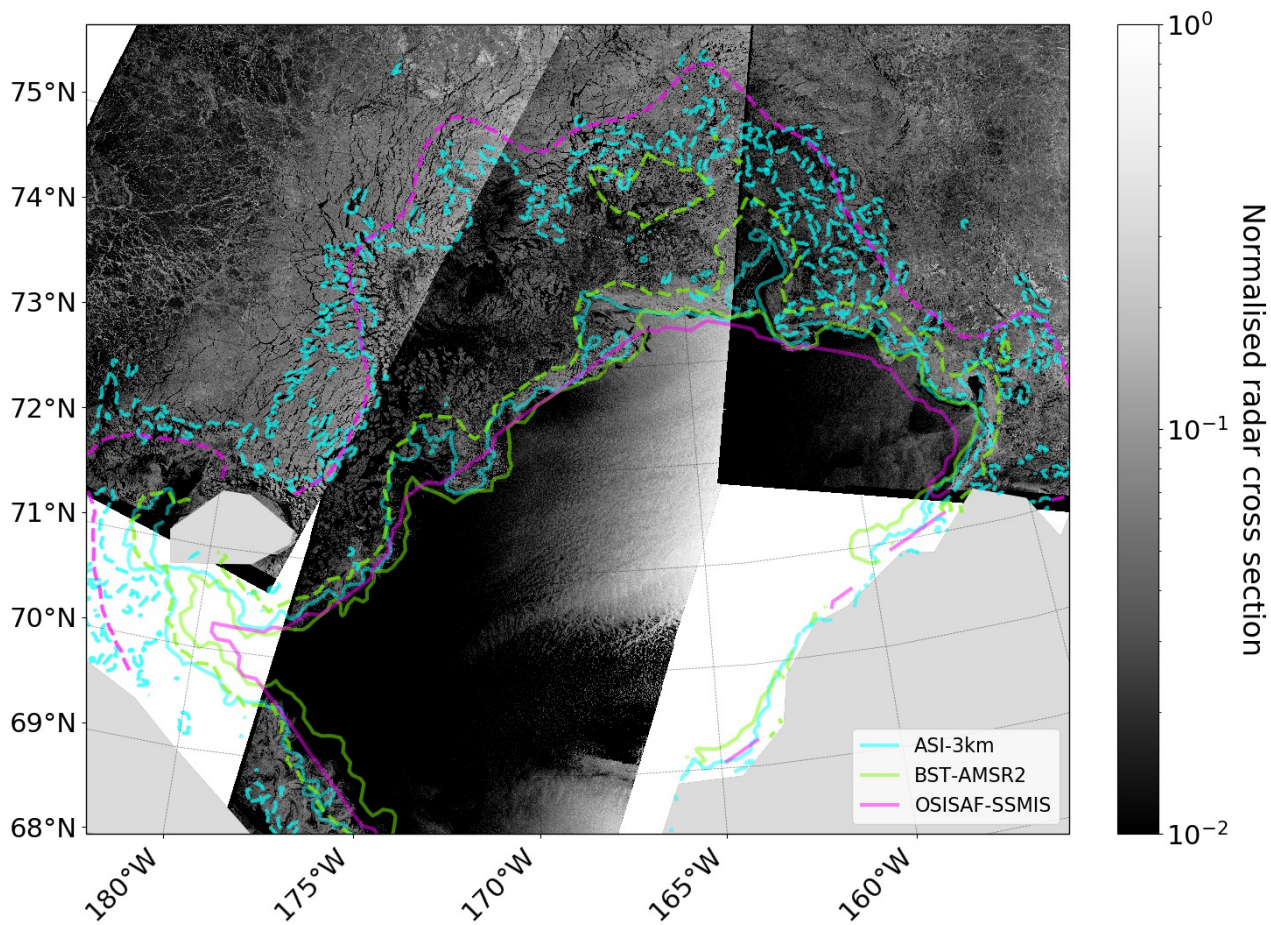 75°N
74°N
73°N
72°N
71°N
70°N
69°N
68°N
180°W
175°W
170°W
165°W
160°W
ASI-3km
BST-AMSR2
OSISAF-SSMIS
10⁰
10⁻¹
10⁻²
Normalised radar cross section